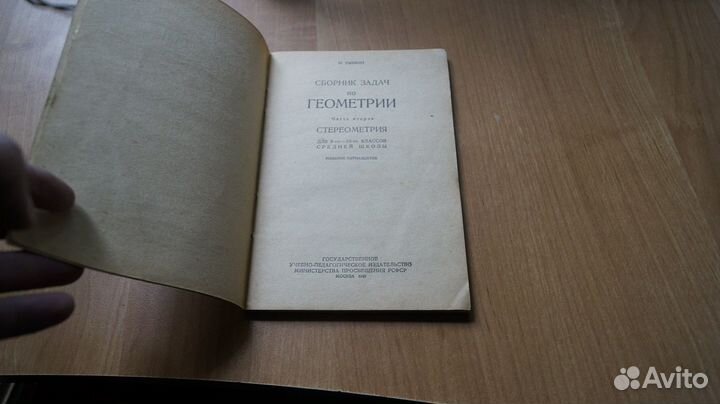 Н. РЫБКИН
СБОРНИК ЗАДАЧ
ПО
ГЕОМЕТРИИ
Часть вторая
СТЕРЕОМЕТРИЯ
ДЛЯ 9-го—10-го КЛАССОВ
СРЕДНЕЙ ШКОЛЫ
ГОСУДАРСТВЕННОЕ
УЧЕБНО-ПЕДАГОГИЧЕСКОЕ ИЗДАТЕЛЬСТВО
МИНИСТЕРСТВА ПРОСВЕЩЕНИЯ РСФСР
МОСКВА
Avito